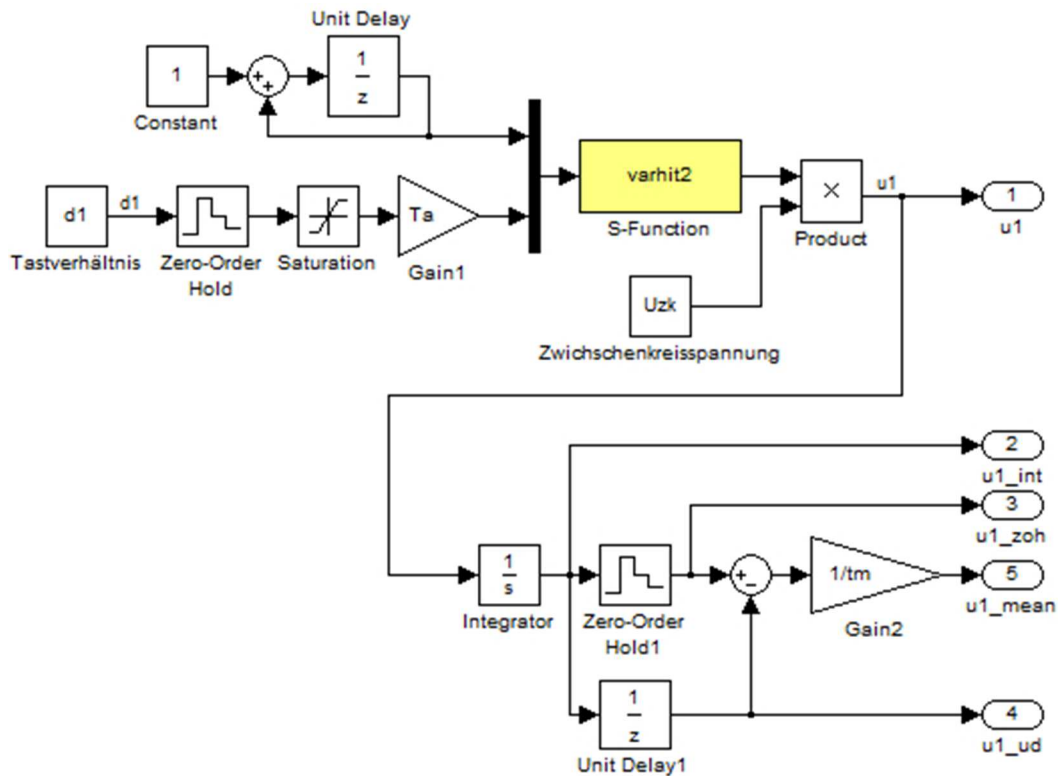 Unit Delay
1
+
+
1
z
Constant
d1
d1
Ta
varhit2
×
u1
1
Tastverhältnis
Zero-Order
Hold
Saturation
Gain1
S-Function
Product
u1
Uzk
Zwichschenkreisspannung
2
u1_int
3
u1_zoh
1
s
+
−
1/tm
5
u1_mean
Integrator
Zero-Order
Hold1
Gain2
1
z
4
u1_ud
Unit Delay1